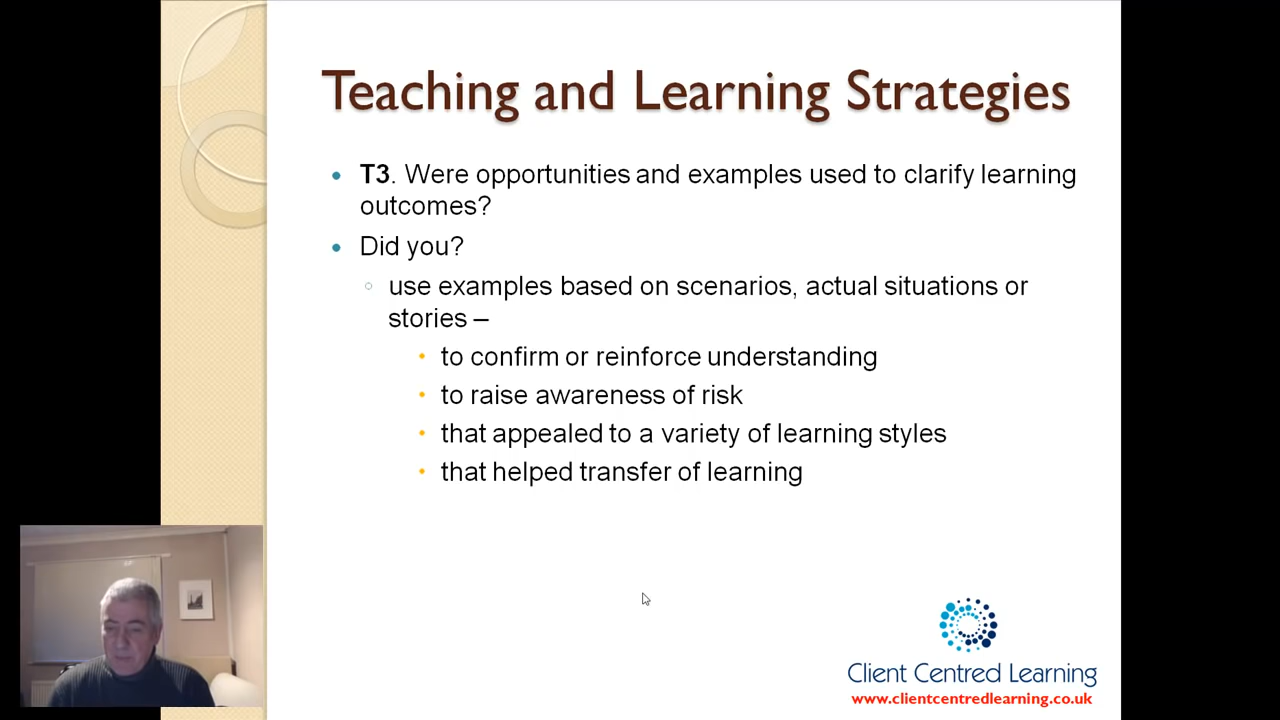 Teaching and Learning Strategies
T3. Were opportunities and examples used to clarify learning
outcomes?
Did you?
use examples based on scenarios, actual situations or
stories –
to confirm or reinforce understanding
to raise awareness of risk
that appealed to a variety of learning styles
that helped transfer of learning
Client Centred Learning
www.clientcentredlearning.co.uk